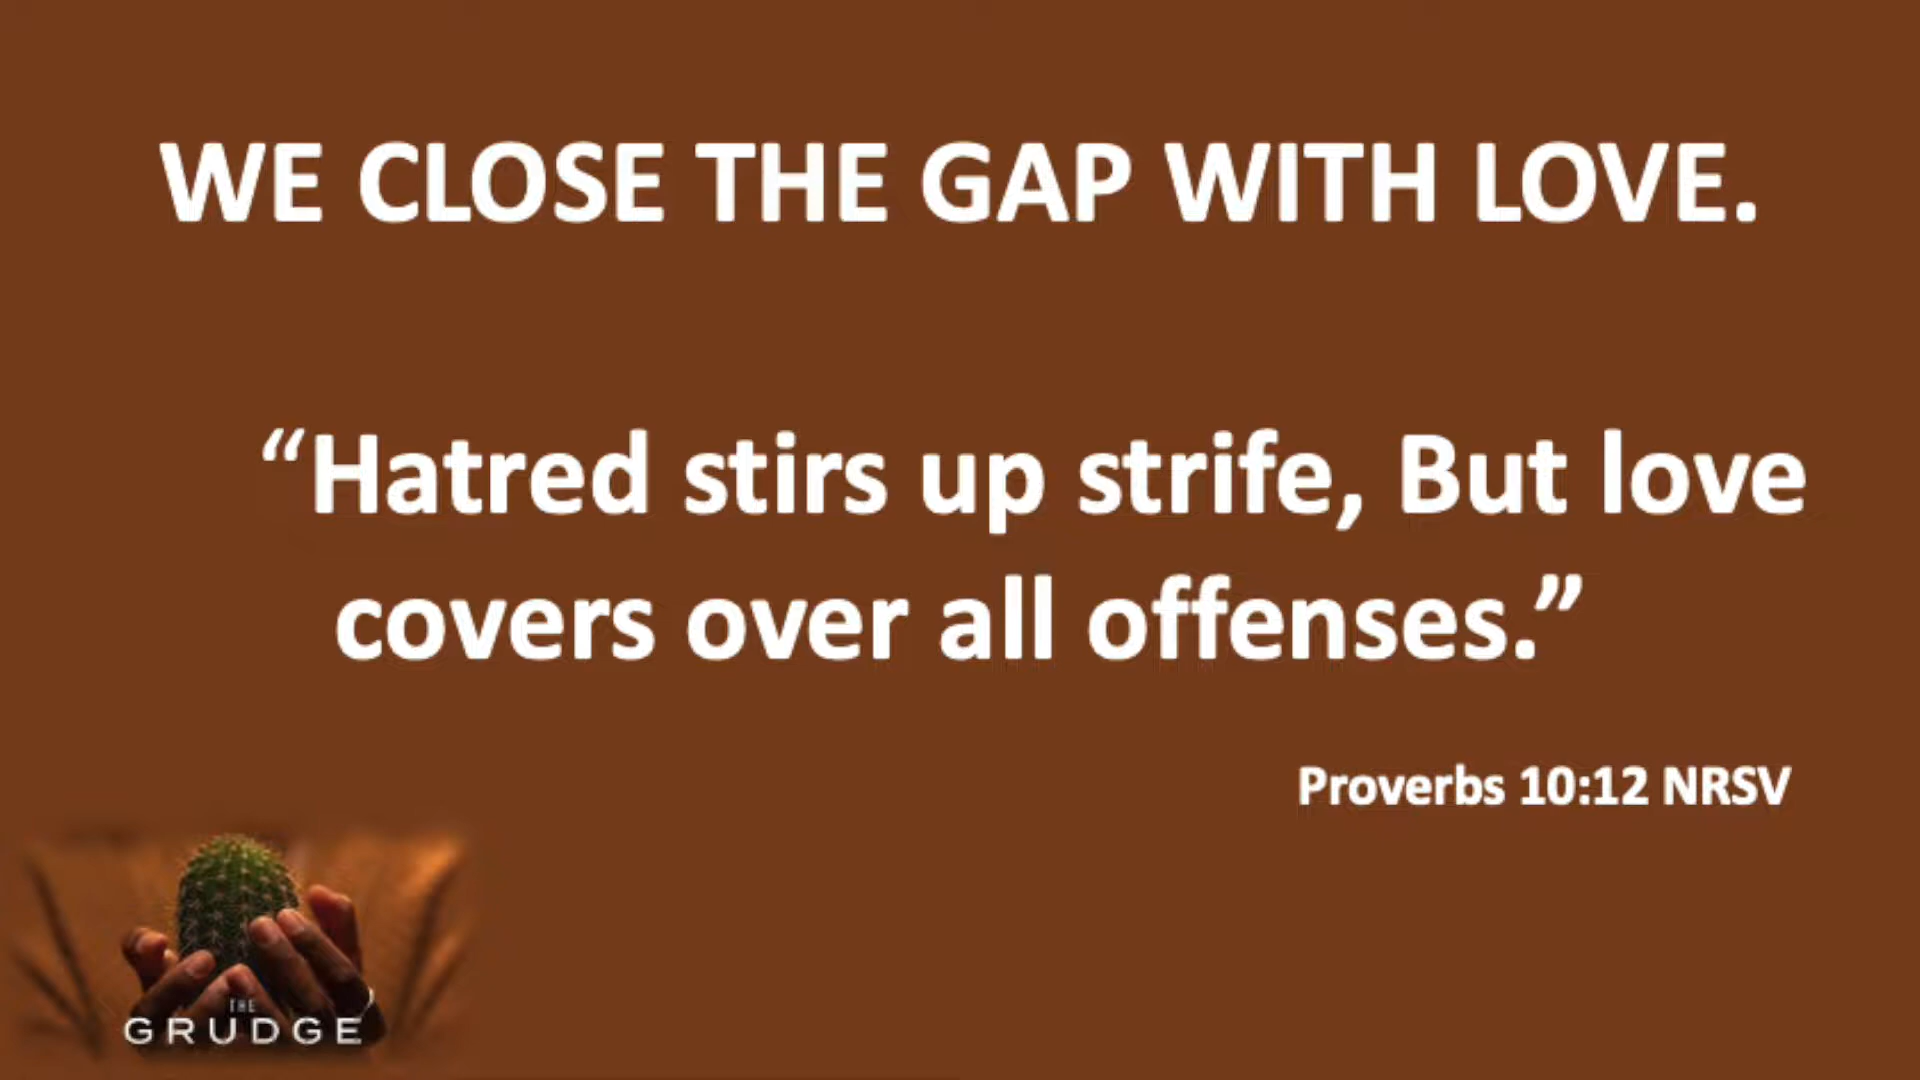 WE CLOSE THE GAP WITH LOVE.
“Hatred stirs up strife, But love
covers over all offenses.”
Proverbs 10:12 NRSV
THE
GRUDGE